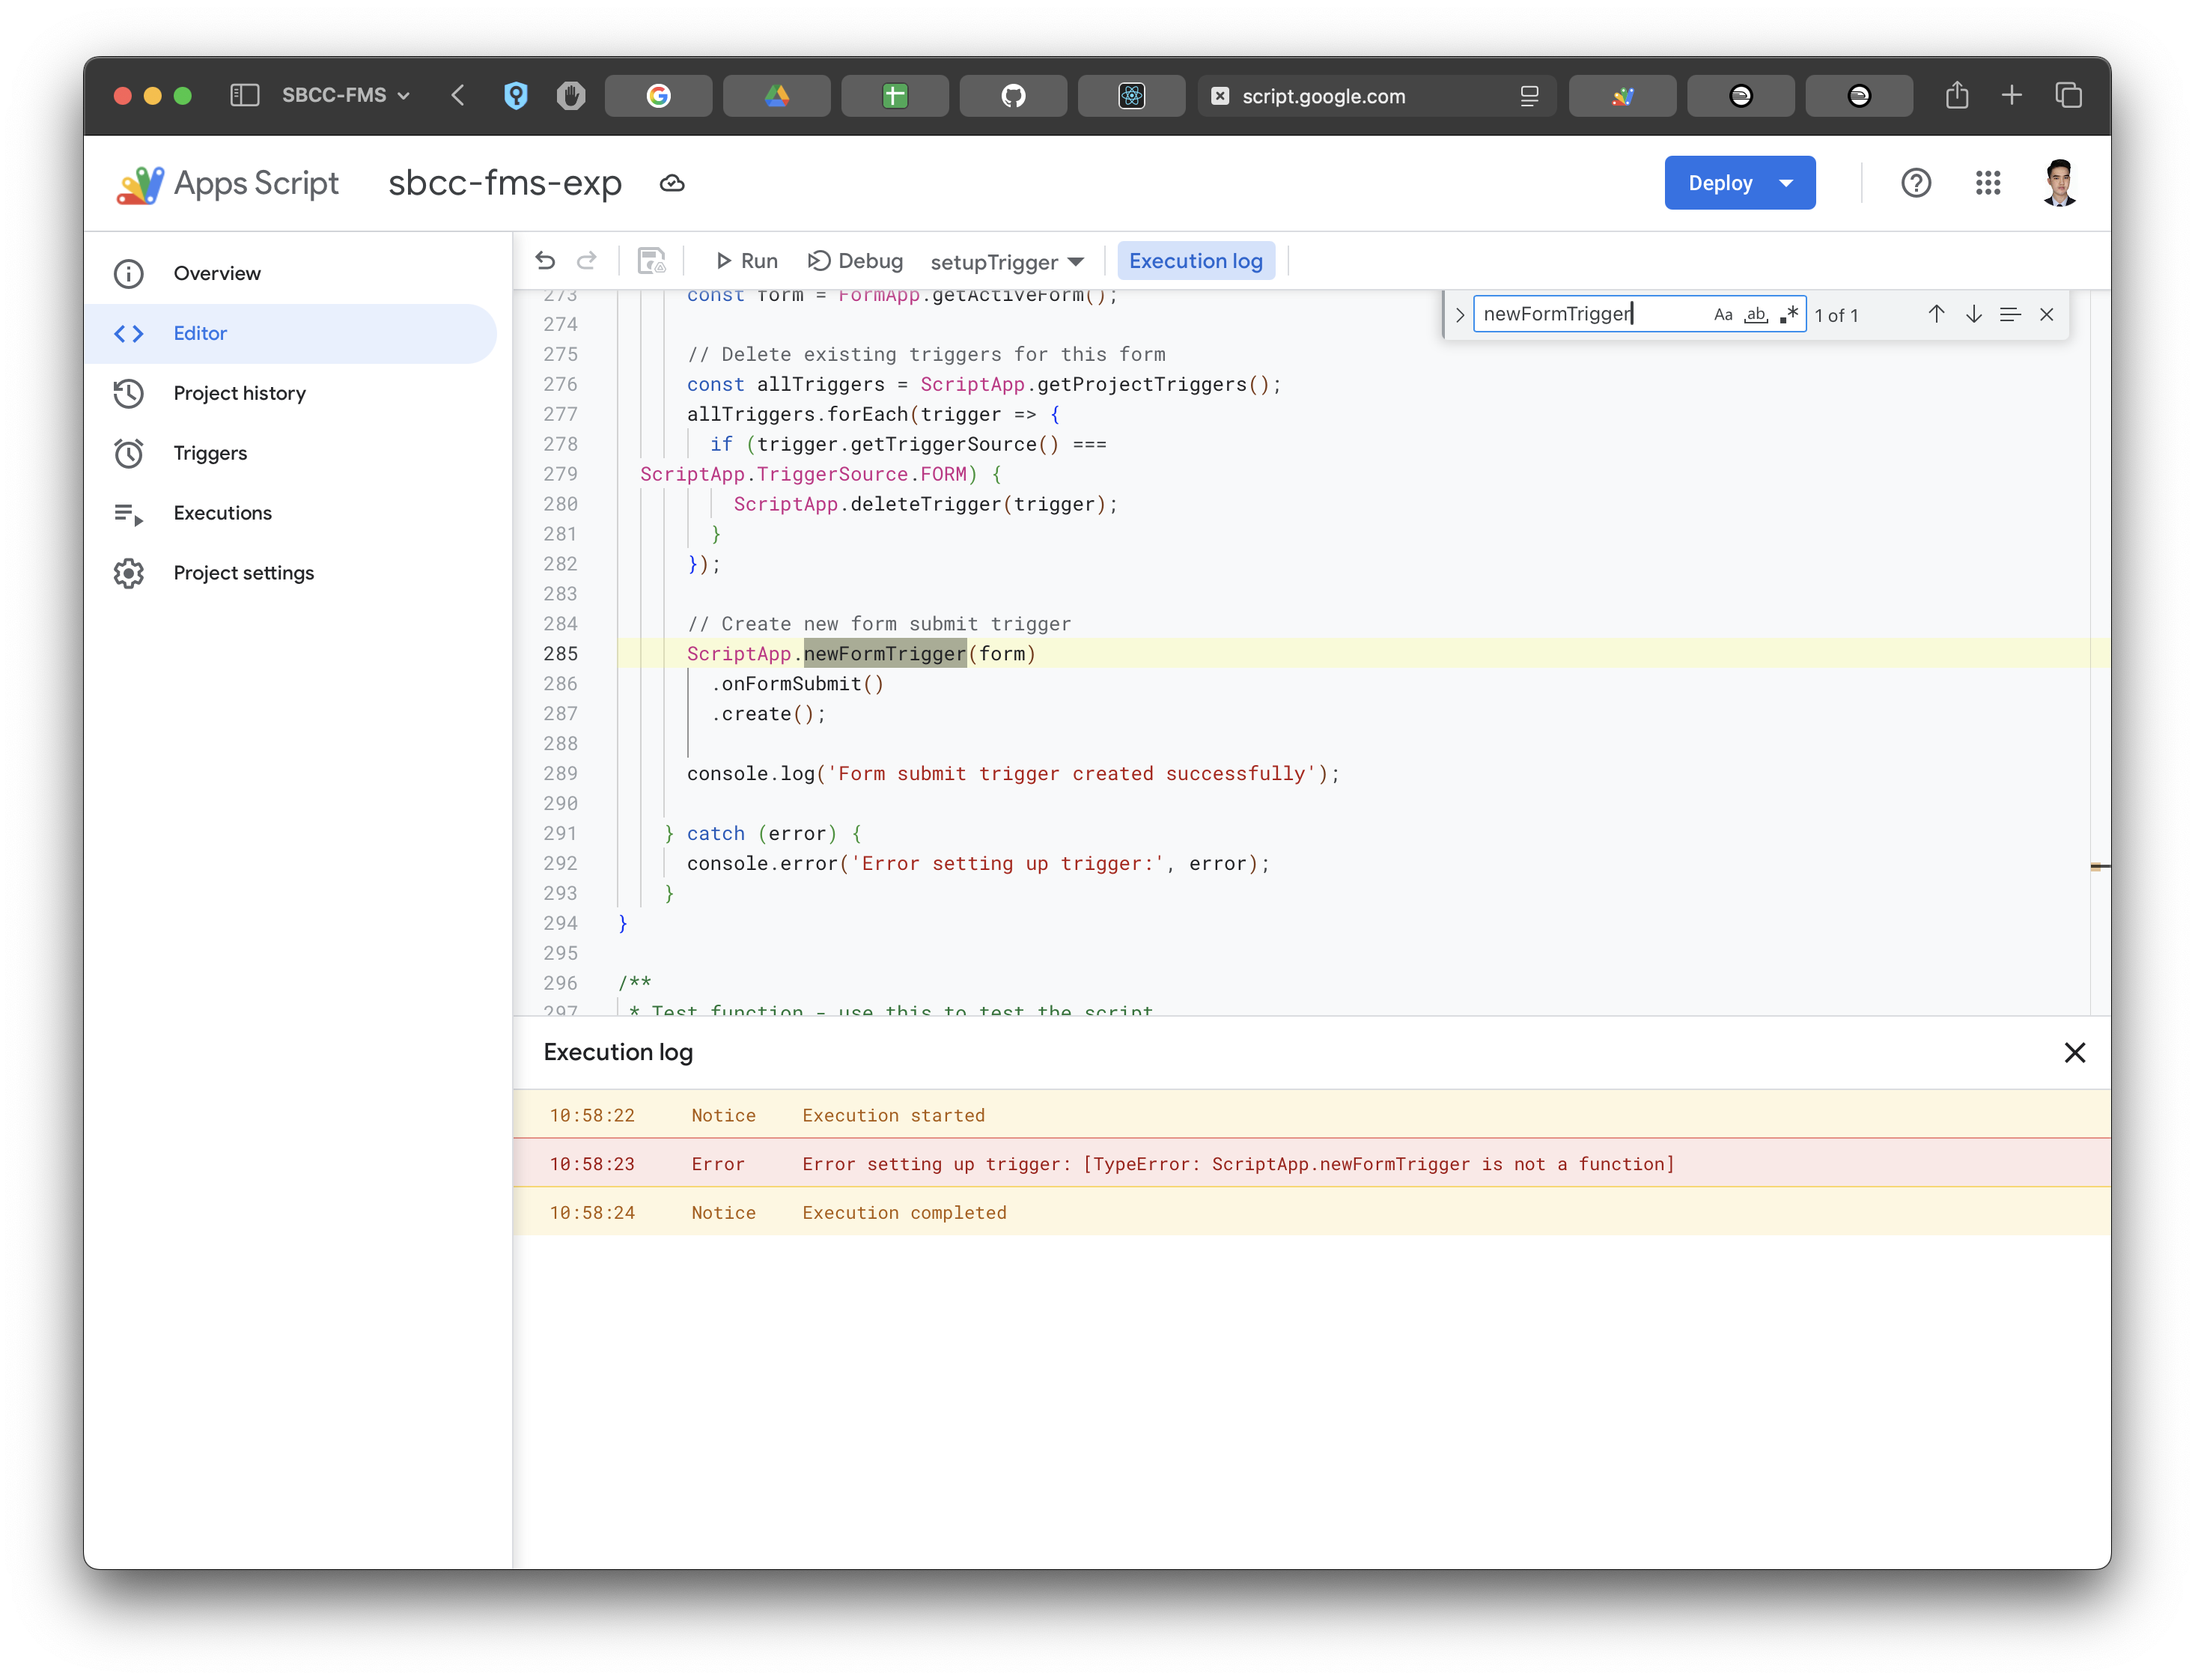 SBCC-FMS
script.google.com
Apps Script
sbcc-fms-exp
Deploy
Overview
Editor
Project history
Triggers
Executions
Project settings
Run
Debug
setupTrigger
Execution log
newFormTrigger
Aa
ab
1 of 1
273 const form = FormApp.getActiveForm();
274
275 // Delete existing triggers for this form
276 const allTriggers = ScriptApp.getProjectTriggers();
277 allTriggers.forEach(trigger => {
278 if (trigger.getTriggerSource() ===
279 ScriptApp.TriggerSource.FORM) {
280 ScriptApp.deleteTrigger(trigger);
281 }
282 });
283
284 // Create new form submit trigger
285 ScriptApp.newFormTrigger(form)
286 .onFormSubmit()
287 .create();
288
289 console.log('Form submit trigger created successfully');
290
291 } catch (error) {
292 console.error('Error setting up trigger:', error);
293 }
294 }
295
296 /**
297 * Test function - use this to test the script
Execution log
10:58:22 Notice Execution started
10:58:23 Error Error setting up trigger: [TypeError: ScriptApp.newFormTrigger is not a function]
10:58:24 Notice Execution completed